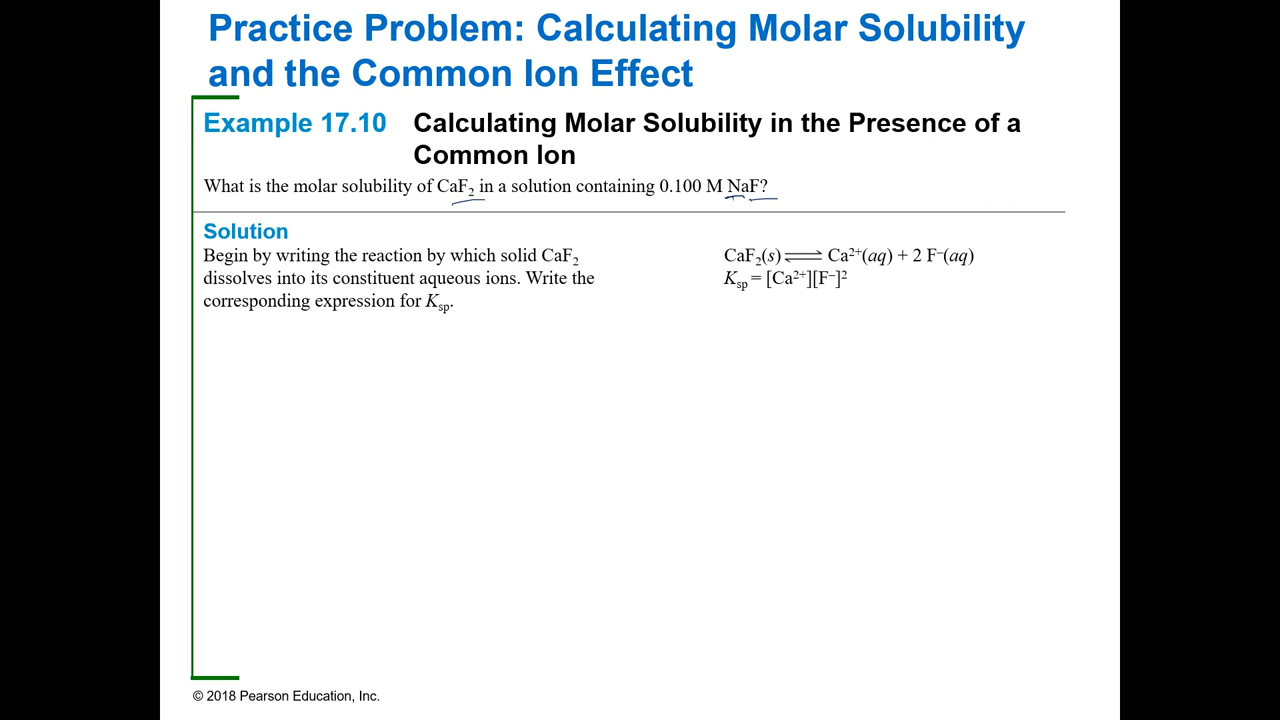 Practice Problem: Calculating Molar Solubility
and the Common Ion Effect
Example 17.10 Calculating Molar Solubility in the Presence of a
Common Ion
What is the molar solubility of CaF₂ in a solution containing 0.100 M NaF?
Solution
Begin by writing the reaction by which solid CaF₂
dissolves into its constituent aqueous ions. Write the
corresponding expression for Ksp.
CaF₂(s) ⇌ Ca²⁺(aq) + 2 F⁻(aq)
Ksp = [Ca²⁺][F⁻]²
© 2018 Pearson Education, Inc.